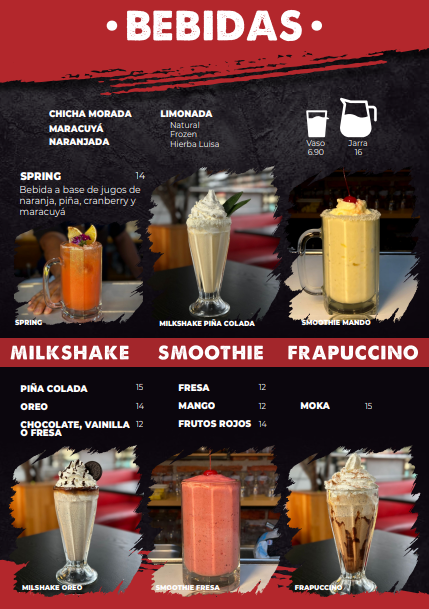 • BEBIDAS •
CHICHA MORADA
MARACUYÁ
NARANJADA
LIMONADA
Natural
Frozen
Hierba Luisa
Vaso
6.90
Jarra
16
SPRING 14
Bebida a base de jugos de
naranja, piña, cranberry y
maracuyá
SPRING
MILKSHAKE PIÑA COLADA
SMOOTHIE MANDO
MILKSHAKE
SMOOTHIE
FRAPUCCINO
PIÑA COLADA 15
OREO 14
CHOCOLATE, VAINILLA 12
O FRESA
FRESA 12
MANGO 12
FRUTOS ROJOS 14
MOKA 15
MILSHAKE OREO
SMOOTHIE FRESA
FRAPUCCINO